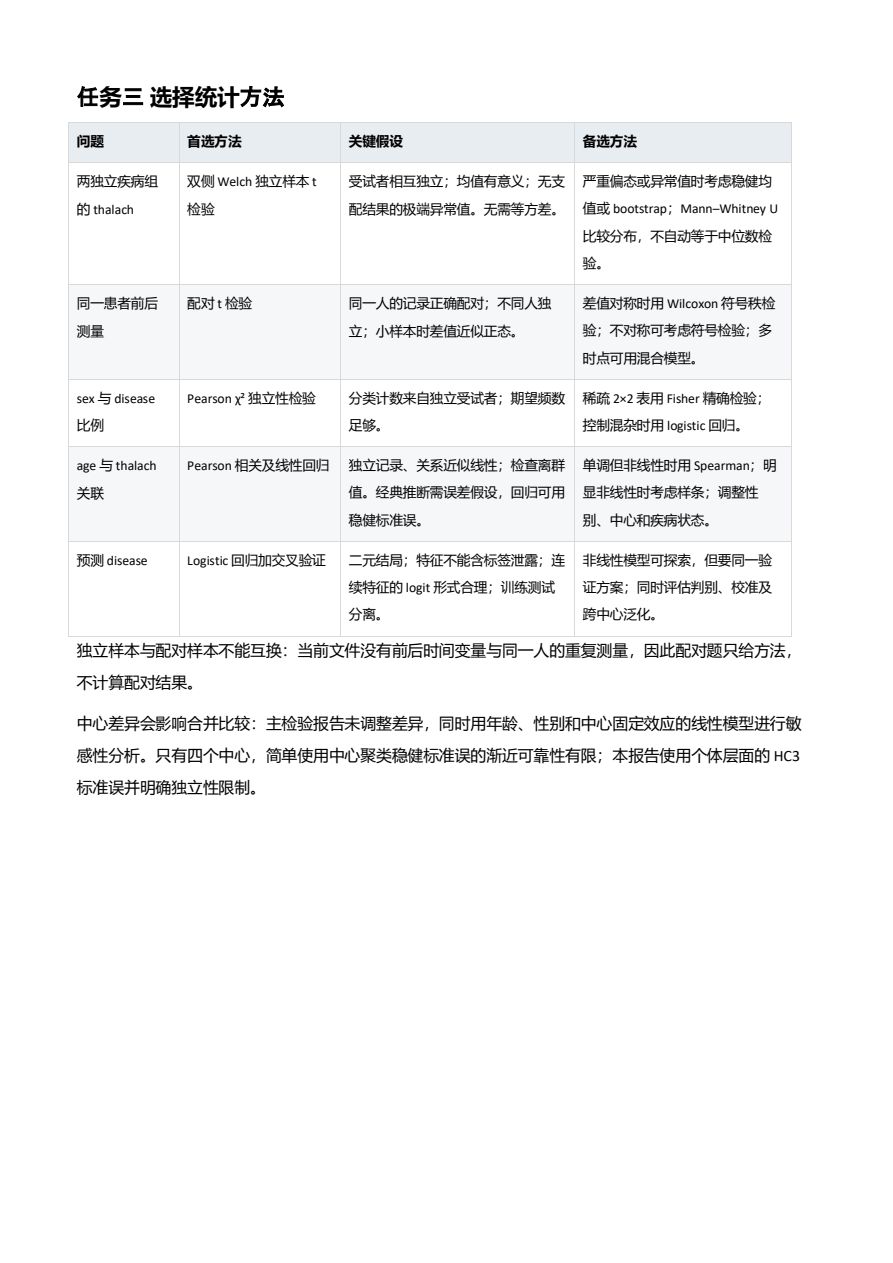 任务三 选择统计方法
问题 首选方法 关键假设 备选方法
两独立疾病组
的 thalach
双侧 Welch 独立样本 t
检验
受试者相互独立；均值有意义；无支
配结果的极端异常值。无需等方差。
严重偏态或异常值时考虑稳健均
值或 bootstrap；Mann–Whitney U
比较分布，不自动等于中位数检
验。
同一患者前后
测量
配对 t 检验
同一人的记录正确配对；不同人独
立；小样本时差值近似正态。
差值对称时用 Wilcoxon 符号秩检
验；不对称可考虑符号检验；多
时点可用混合模型。
sex 与 disease
比例
Pearson χ² 独立性检验
分类计数来自独立受试者；期望频数
足够。
稀疏 2×2 表用 Fisher 精确检验；
控制混杂时用 logistic 回归。
age 与 thalach
关联
Pearson 相关及线性回归
独立记录、关系近似线性；检查离群
值。经典推断需误差假设，回归可用
稳健标准误。
单调但非线性时用 Spearman；明
显非线性时考虑样条；调整性
别、中心和疾病状态。
预测 disease
Logistic 回归加交叉验证
二元结局；特征不能含标签泄露；连
续特征的 logit 形式合理；训练测试
分离。
非线性模型可探索，但要同一验
证方案；同时评估判别、校准及
跨中心泛化。
独立样本与配对样本不能互换：当前文件没有前后时间变量与同一人的重复测量，因此配对题只给方法，
不计算配对结果。
中心差异会影响合并比较：主检验报告未调整差异，同时用年龄、性别和中心固定效应的线性模型进行敏
感性分析。只有四个中心，简单使用中心聚类稳健标准误的渐近可靠性有限；本报告使用个体层面的 HC3
标准误并明确独立性限制。